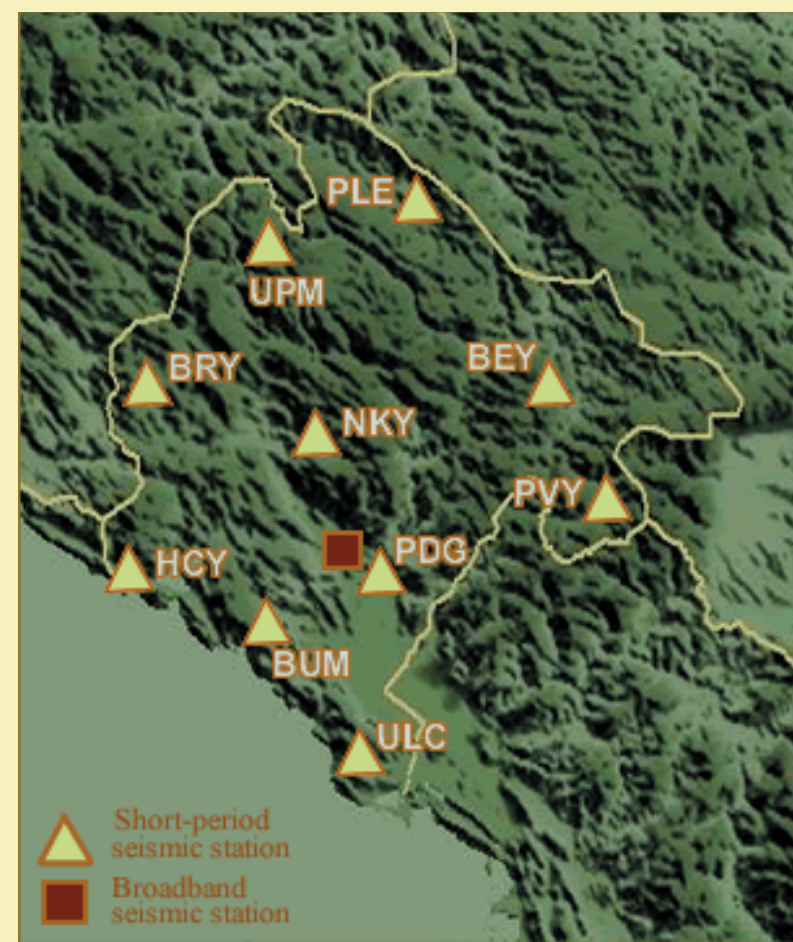 PLE
UPM
BRY
BEY
NKY
PVY
HCY
PDG
BUM
ULC
Short-period
seismic station
Broadband
seismic station